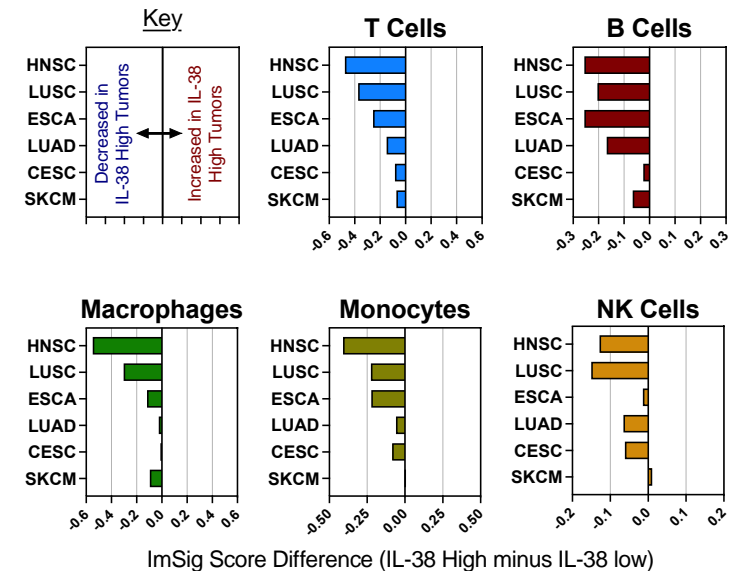 Key
HNSC
LUSC
ESCA
LUAD
CESC
SKCM
Decreased in
IL-38 High Tumors
Increased in IL-38
High Tumors
T Cells
HNSC
LUSC
ESCA
LUAD
CESC
SKCM
-0.6 -0.4 -0.2 0.0 0.2 0.4 0.6
B Cells
HNSC
LUSC
ESCA
LUAD
CESC
SKCM
-0.3 -0.2 -0.1 0.0 0.1 0.2 0.3
Macrophages
HNSC
LUSC
ESCA
LUAD
CESC
SKCM
-0.6 -0.4 -0.2 0.0 0.2 0.4 0.6
Monocytes
HNSC
LUSC
ESCA
LUAD
CESC
SKCM
-0.50 -0.25 0.00 0.25 0.50
NK Cells
HNSC
LUSC
ESCA
LUAD
CESC
SKCM
-0.2 -0.1 0.0 0.1 0.2
ImSig Score Difference (IL-38 High minus IL-38 low)